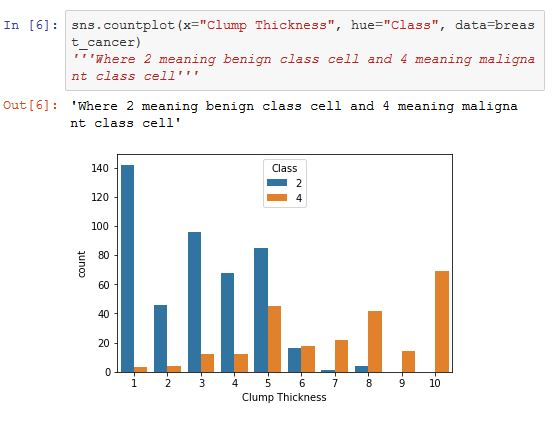 In [6]: sns.countplot(x="Clump Thickness", hue="Class", data=breas
t_cancer)
'''Where 2 meaning benign class cell and 4 meaning maligna
nt class cell'''
Out[6]: 'Where 2 meaning benign class cell and 4 meaning maligna
nt class cell'
Class
2
4
140
120
100
80
60
40
20
0
count
1 2 3 4 5 6 7 8 9 10
Clump Thickness